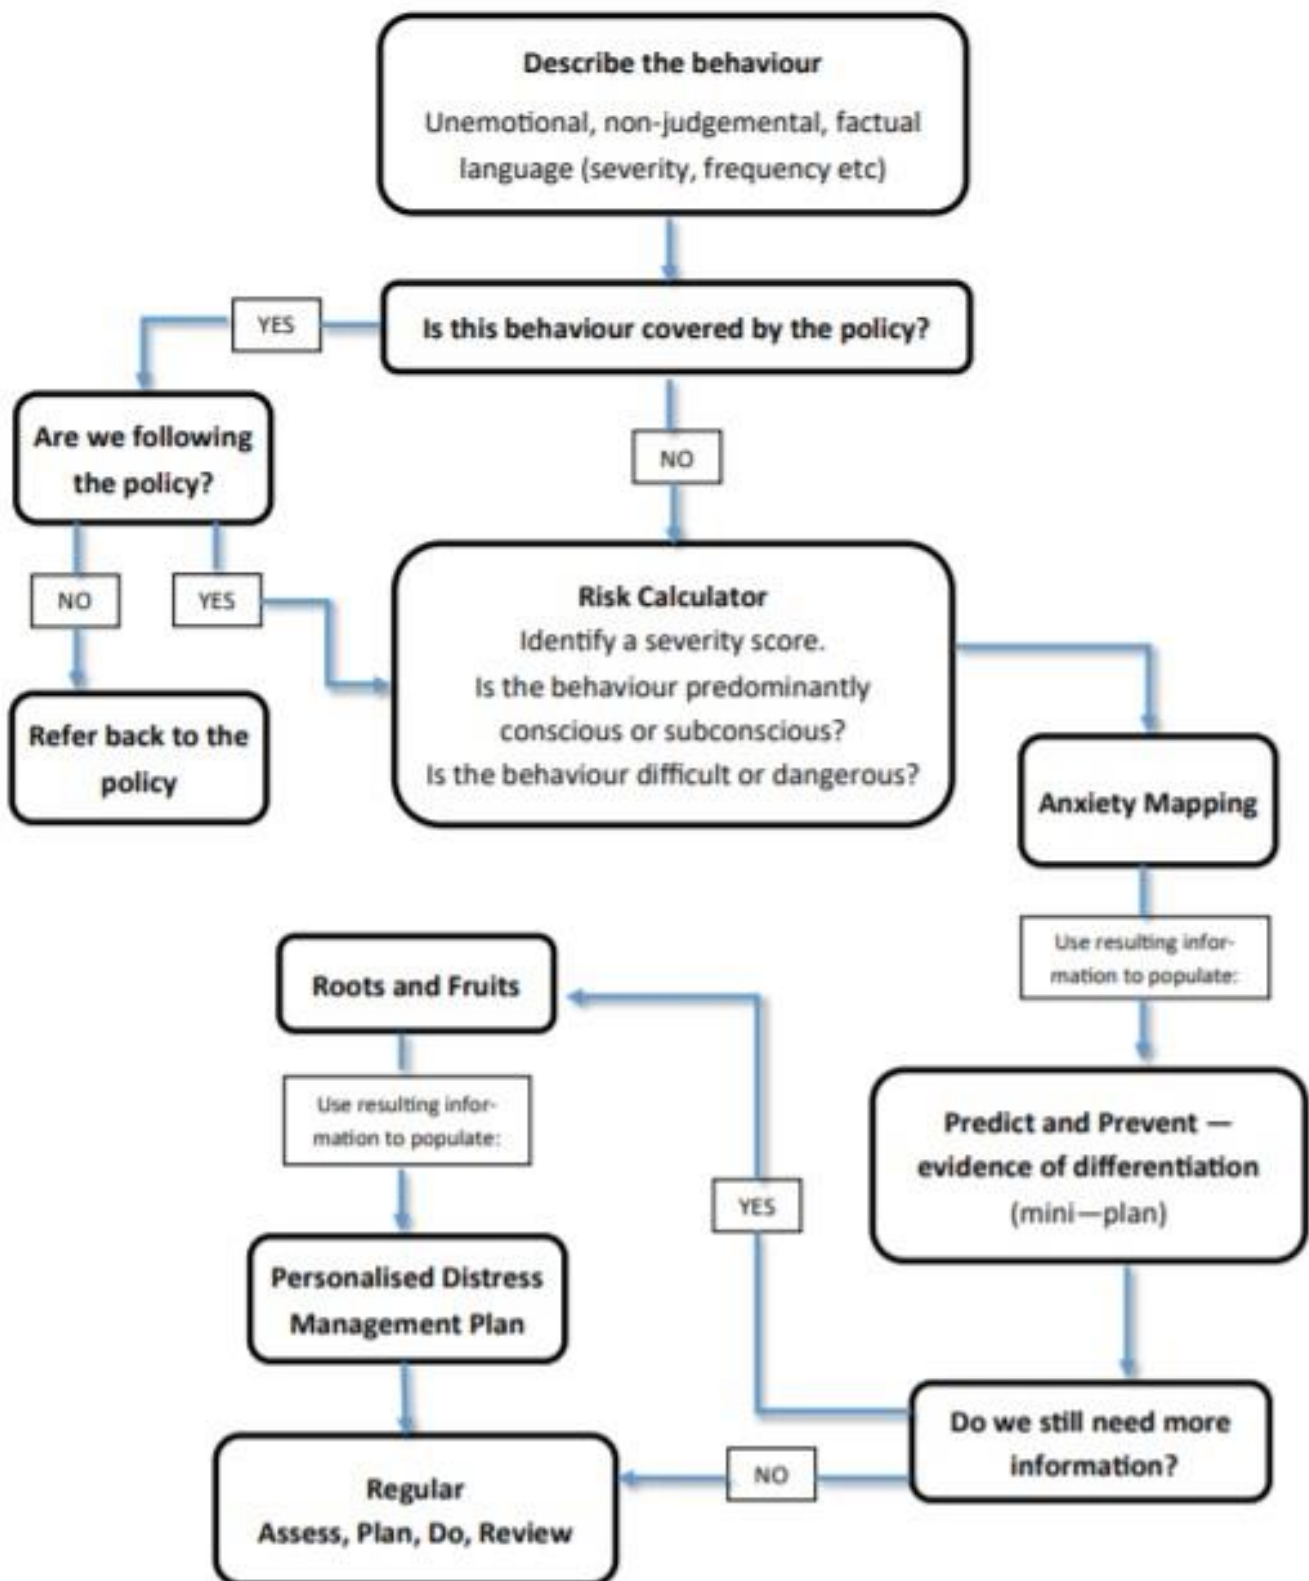 Describe the behaviour
Unemotional, non-judgemental, factual
language (severity, frequency etc)
Is this behaviour covered by the policy?
YES
Are we following
the policy?
NO
NO
YES
Refer back to the
policy
Risk Calculator
Identify a severity score.
Is the behaviour predominantly
conscious or subconscious?
Is the behaviour difficult or dangerous?
Anxiety Mapping
Use resulting infor-
mation to populate:
Predict and Prevent —
evidence of differentiation
(mini—plan)
Do we still need more
information?
YES
NO
Roots and Fruits
Use resulting infor-
mation to populate:
Personalised Distress
Management Plan
Regular
Assess, Plan, Do, Review